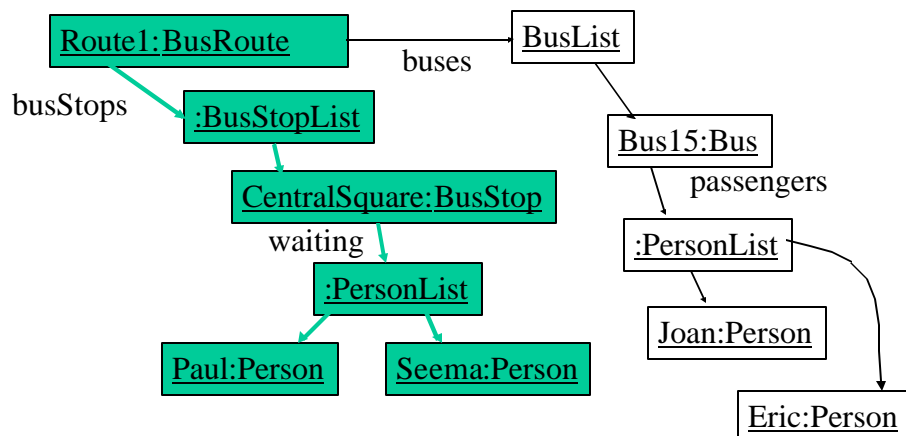 Route1:BusRoute
buses
BusList
busStops
:BusStopList
Bus15:Bus
passengers
CentralSquare:BusStop
waiting
:PersonList
:PersonList
Joan:Person
Paul:Person
Seema:Person
Eric:Person